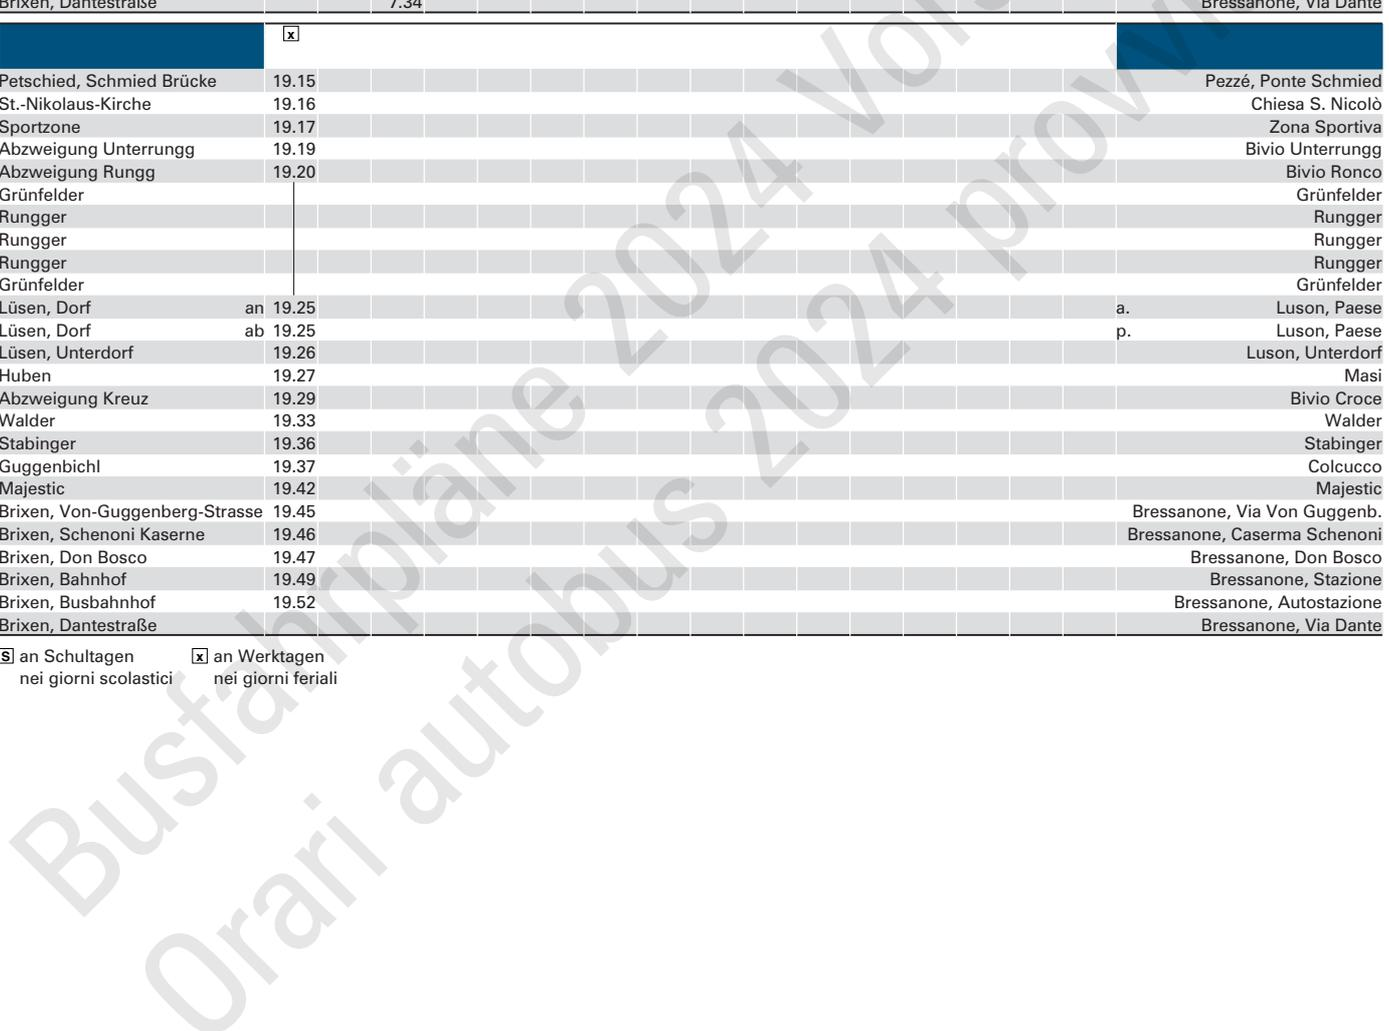 Brixen, Dantestraße 7.34 Bressanone, Via Dante
x
Petschied, Schmied Brücke 19.15 Pezzé, Ponte Schmied
St.-Nikolaus-Kirche 19.16 Chiesa S. Nicolò
Sportzone 19.17 Zona Sportiva
Abzweigung Unterrungg 19.19 Bivio Unterrungg
Abzweigung Rungg 19.20 Bivio Ronco
Grünfelder Grünfelder
Rungger Rungger
Rungger Rungger
Rungger Rungger
Grünfelder Grünfelder
Lüsen, Dorf an 19.25 a. Luson, Paese
Lüsen, Dorf ab 19.25 p. Luson, Paese
Lüsen, Unterdorf 19.26 Luson, Unterdorf
Huben 19.27 Masi
Abzweigung Kreuz 19.29 Bivio Croce
Walder 19.33 Walder
Stabinger 19.36 Stabinger
Guggenbichl 19.37 Colcucco
Majestic 19.42 Majestic
Brixen, Von-Guggenberg-Strasse 19.45 Bressanone, Via Von Guggenb.
Brixen, Schenoni Kaserne 19.46 Bressanone, Caserma Schenoni
Brixen, Don Bosco 19.47 Bressanone, Don Bosco
Brixen, Bahnhof 19.49 Bressanone, Stazione
Brixen, Busbahnhof 19.52 Bressanone, Autostazione
Brixen, Dantestraße Bressanone, Via Dante
S an Schultagen x an Werktagen
nei giorni scolastici nei giorni feriali
Busfahrpläne 2024 Vors
Orari autobus 2024 provvi